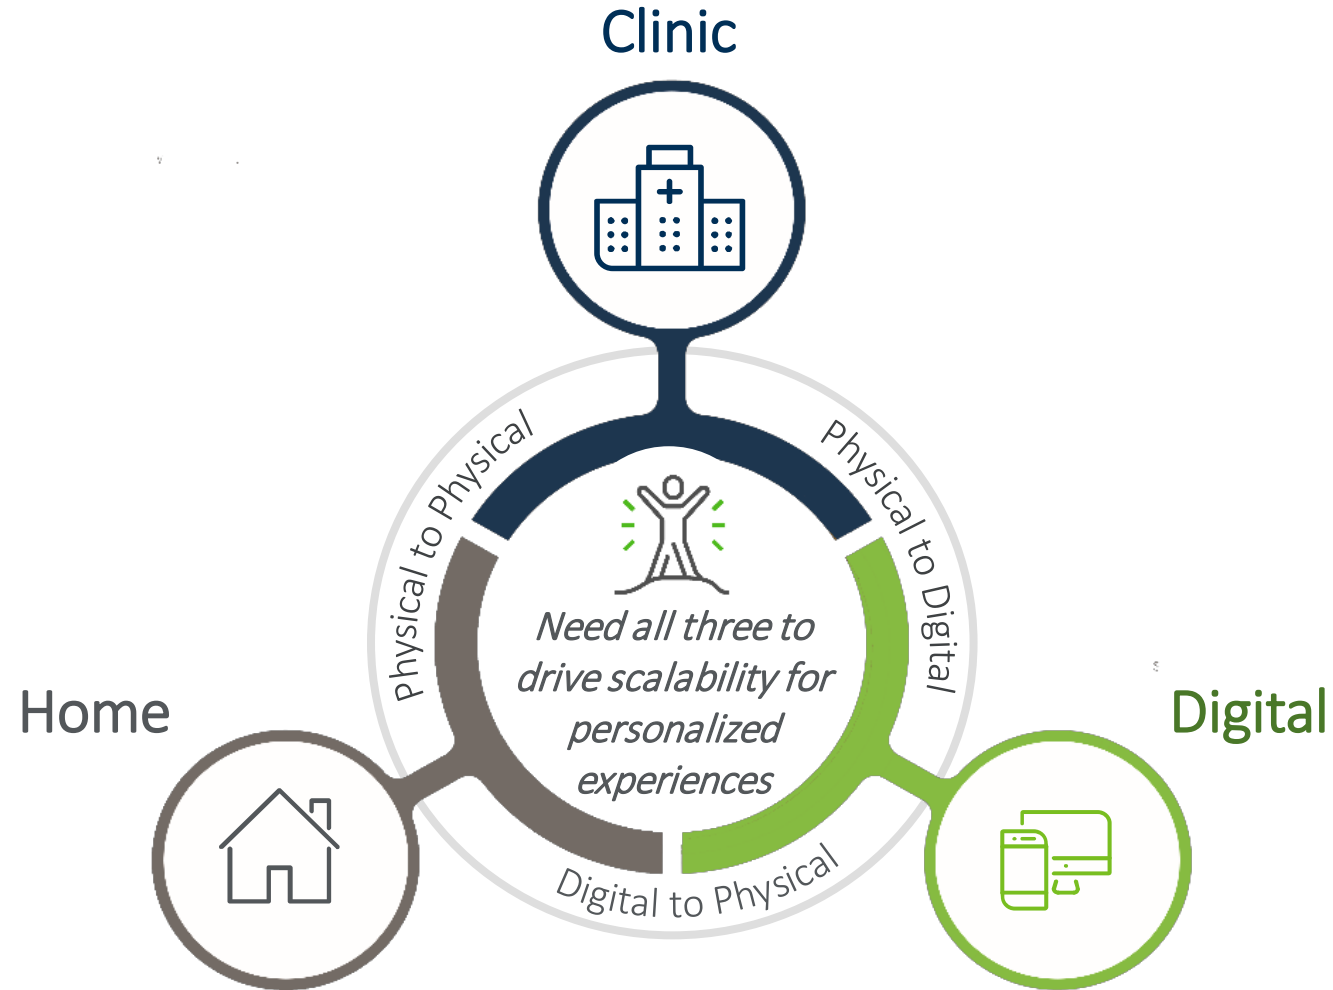 Clinic
Physical to Physical
Physical to Digital
Need all three to
drive scalability for
personalized
experiences
Home
Digital
Digital to Physical